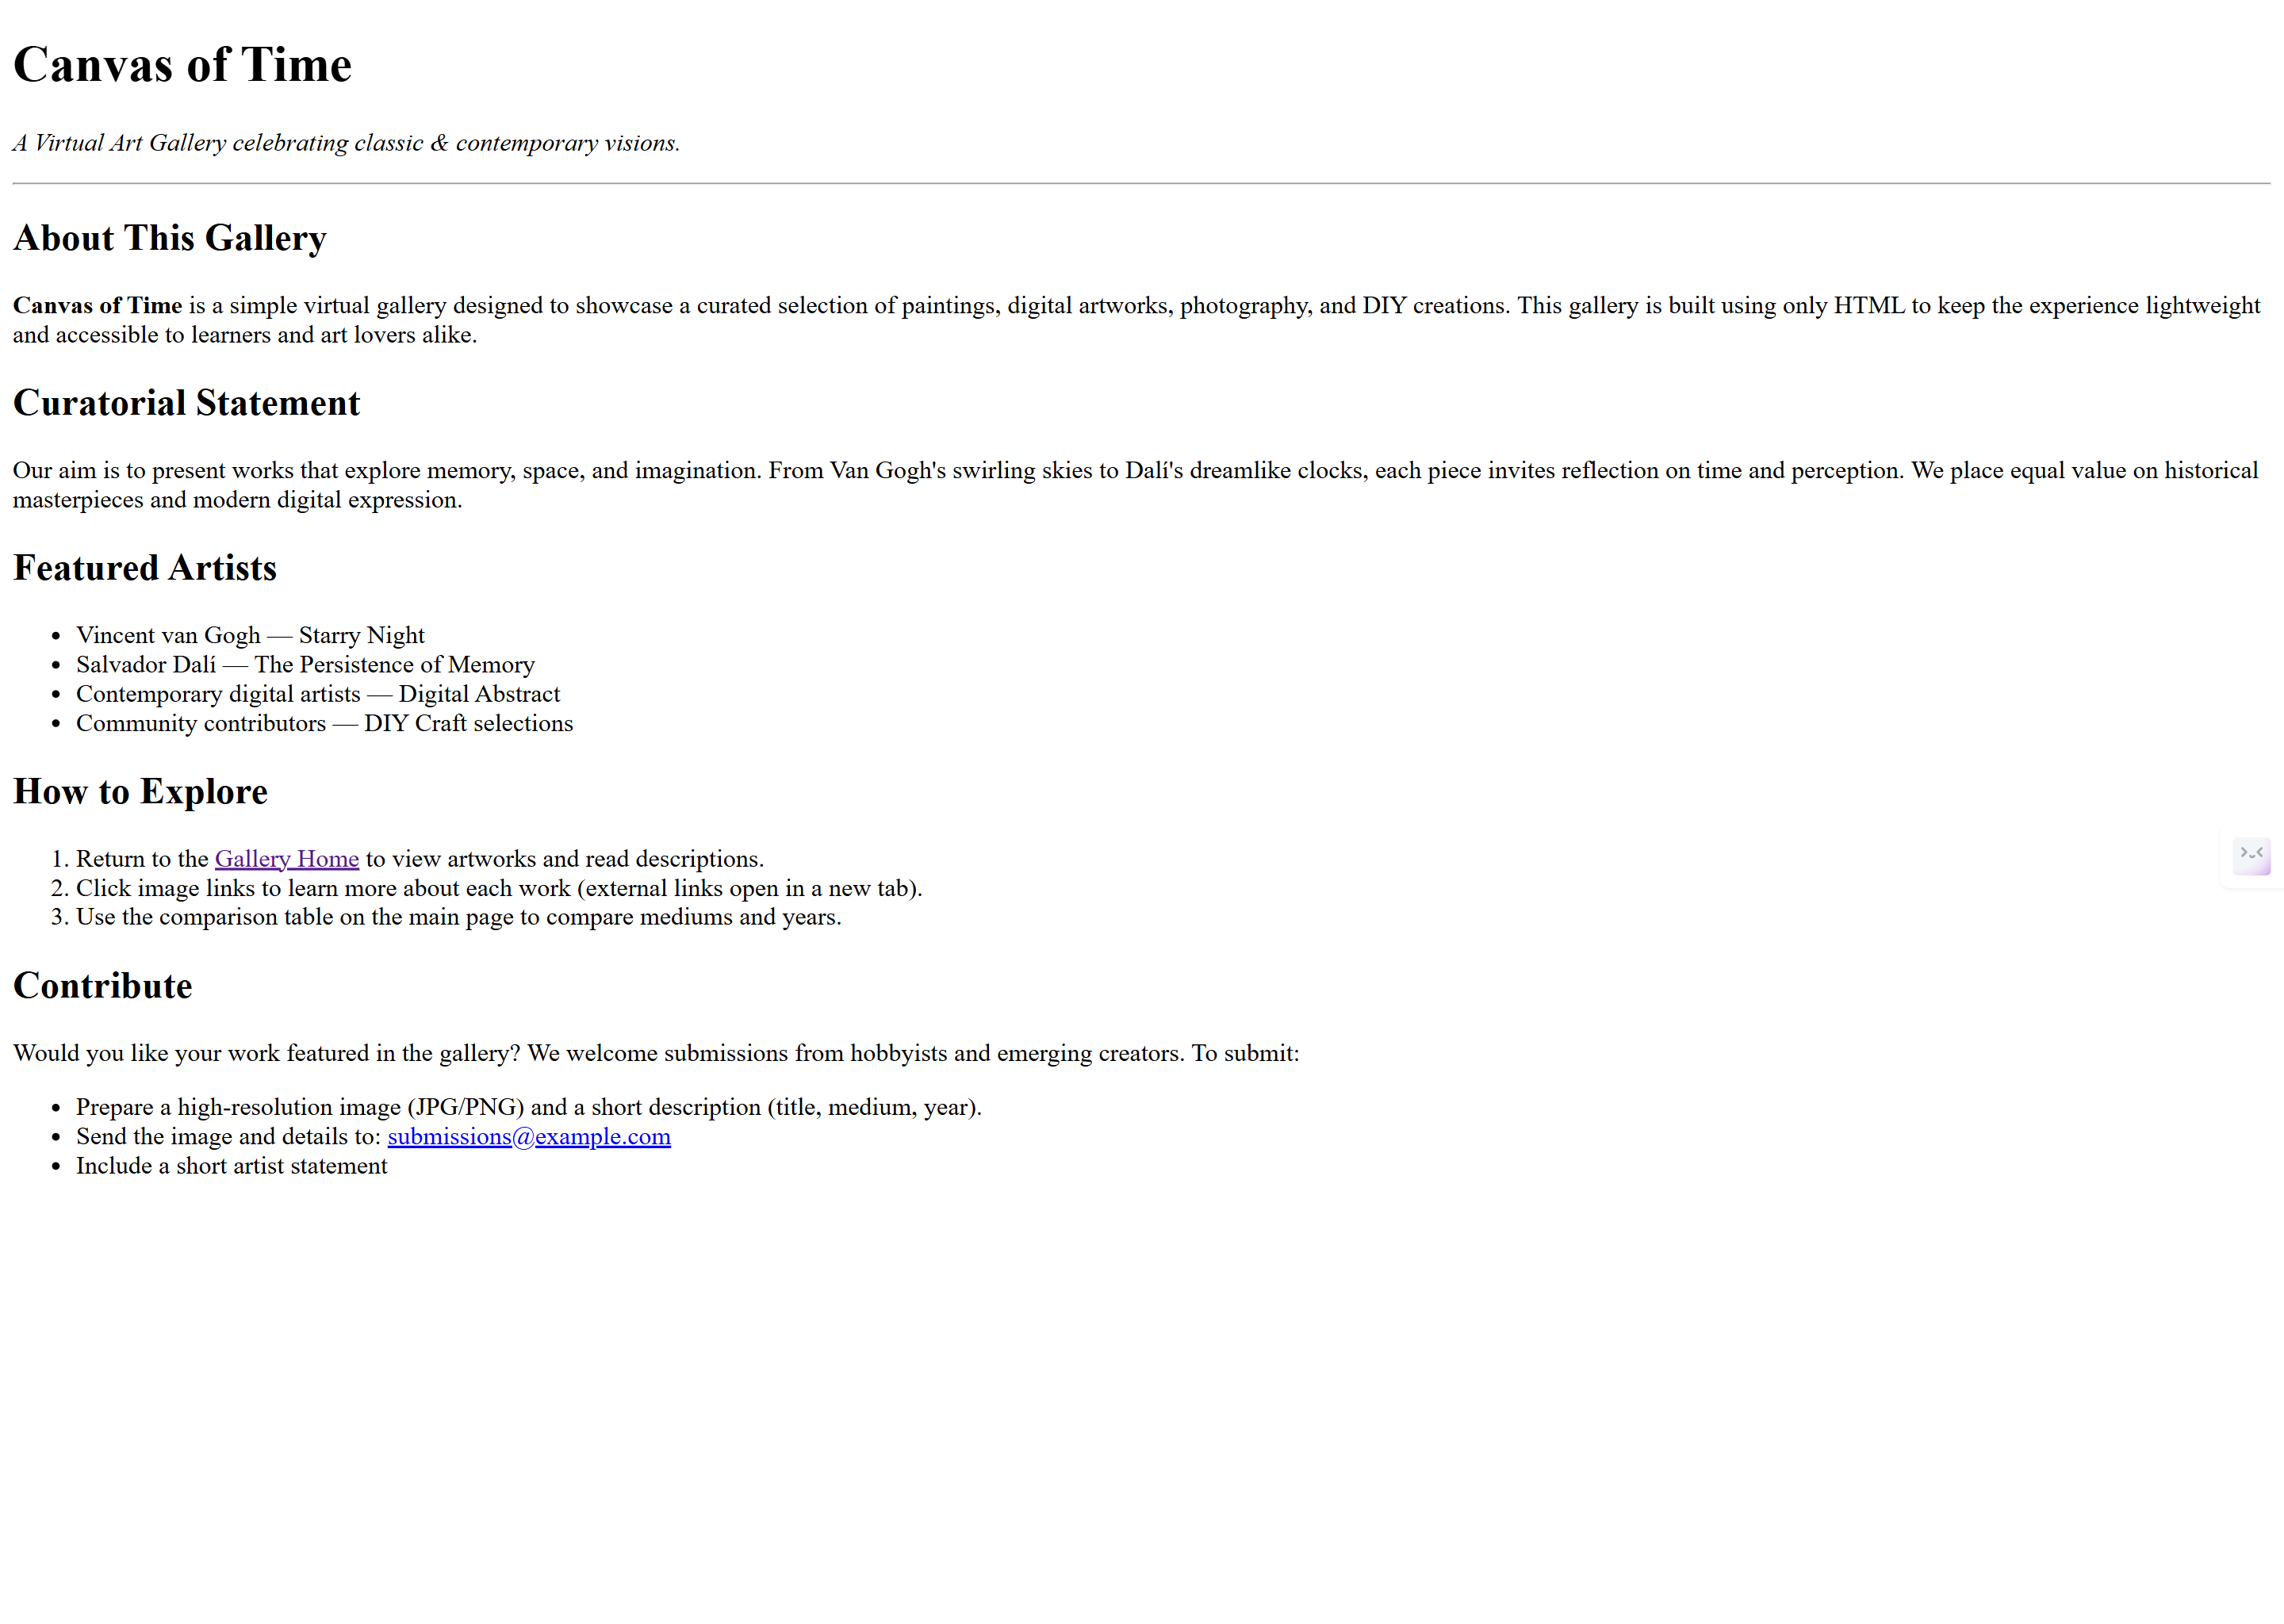 Canvas of Time
A Virtual Art Gallery celebrating classic & contemporary visions.
About This Gallery
Canvas of Time is a simple virtual gallery designed to showcase a curated selection of paintings, digital artworks, photography, and DIY creations. This gallery is built using only HTML to keep the experience lightweight
and accessible to learners and art lovers alike.
Curatorial Statement
Our aim is to present works that explore memory, space, and imagination. From Van Gogh's swirling skies to Dalí's dreamlike clocks, each piece invites reflection on time and perception. We place equal value on historical
masterpieces and modern digital expression.
Featured Artists
• Vincent van Gogh — Starry Night
• Salvador Dalí — The Persistence of Memory
• Contemporary digital artists — Digital Abstract
• Community contributors — DIY Craft selections
How to Explore
1. Return to the Gallery Home to view artworks and read descriptions.
2. Click image links to learn more about each work (external links open in a new tab).
3. Use the comparison table on the main page to compare mediums and years.
Contribute
Would you like your work featured in the gallery? We welcome submissions from hobbyists and emerging creators. To submit:
• Prepare a high-resolution image (JPG/PNG) and a short description (title, medium, year).
• Send the image and details to: submissions@example.com
• Include a short artist statement